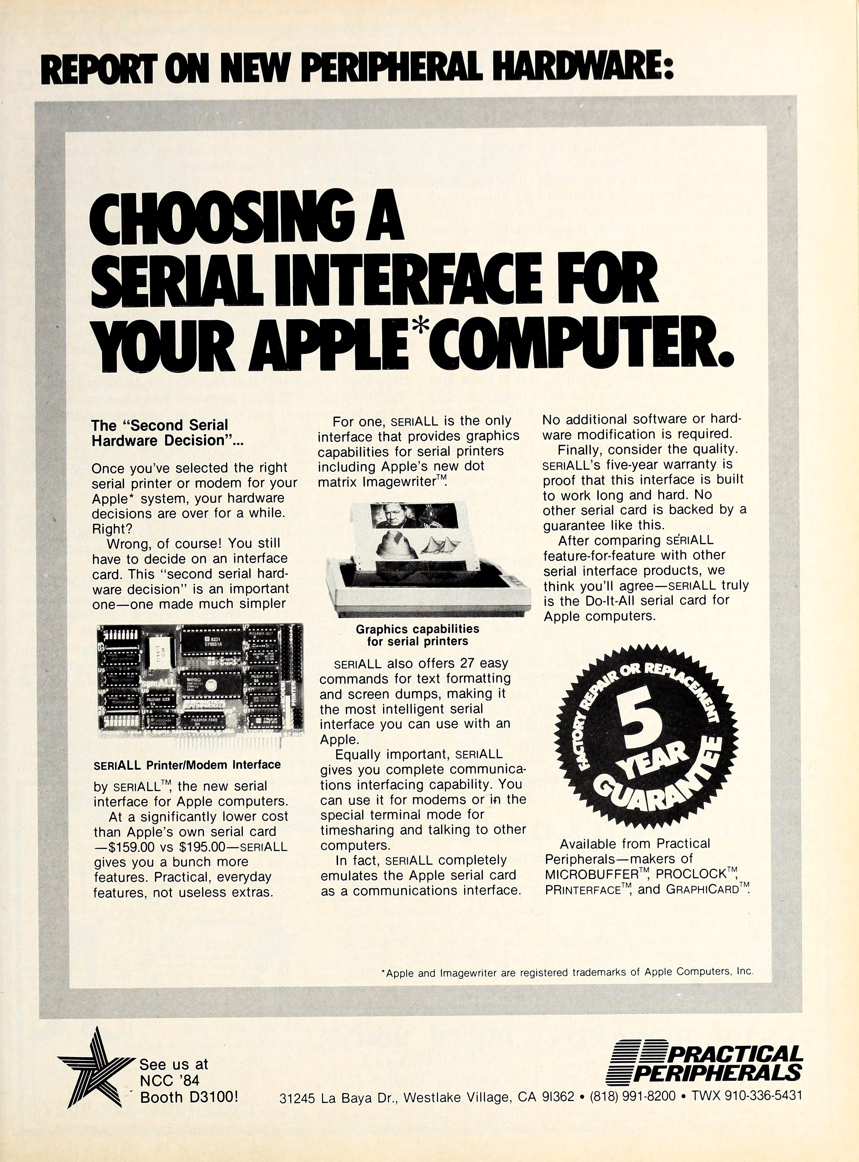 REPORT ON NEW PERIPHERAL HARDWARE:
CHOOSING A
SERIAL INTERFACE FOR
YOUR APPLE* COMPUTER.
The “Second Serial
Hardware Decision”...
Once you've selected the right
serial printer or modem for your
Apple* system, your hardware
decisions are over for a while.
Right?
Wrong, of course! You still
have to decide on an interface
card. This “second serial hard-
ware decision” is an important
one—one made much simpler
SERIALL Printer/Modem Interface
by SERIALL™, the new serial
interface for Apple computers.
At a significantly lower cost
than Apple's own serial card
—$159.00 vs $195.00—SERIALL
gives you a bunch more
features. Practical, everyday
features, not useless extras.
For one, SERIALL is the only
interface that provides graphics
capabilities for serial printers
including Apple's new dot
matrix Imagewriter™.
Graphics capabilities
for serial printers
SERIALL also offers 27 easy
commands for text formatting
and screen dumps, making it
the most intelligent serial
interface you can use with an
Apple.
Equally important, SERIALL
gives you complete communica-
tions interfacing capability. You
can use it for modems or in the
special terminal mode for
timesharing and talking to other
computers.
In fact, SERIALL completely
emulates the Apple serial card
as a communications interface.
No additional software or hard-
ware modification is required.
Finally, consider the quality.
SERIALL's five-year warranty is
proof that this interface is built
to work long and hard. No
other serial card is backed by a
guarantee like this.
After comparing SERIALL
feature-for-feature with other
serial interface products, we
think you'll agree—SERIALL truly
is the Do-It-All serial card for
Apple computers.
FACTORY REPAIR OR REPLACEMENT
5
YEAR
GUARANTEE
Available from Practical
Peripherals—makers of
MICROBUFFER™, PROCLOCK™,
PRINTERFACE™, and GRAPHICARD™.
*Apple and Imagewriter are registered trademarks of Apple Computers, Inc.
See us at
NCC '84
Booth D3100!
PRACTICAL
PERIPHERALS
31245 La Baya Dr., Westlake Village, CA 91362 • (818) 991-8200 • TWX 910-336-5431